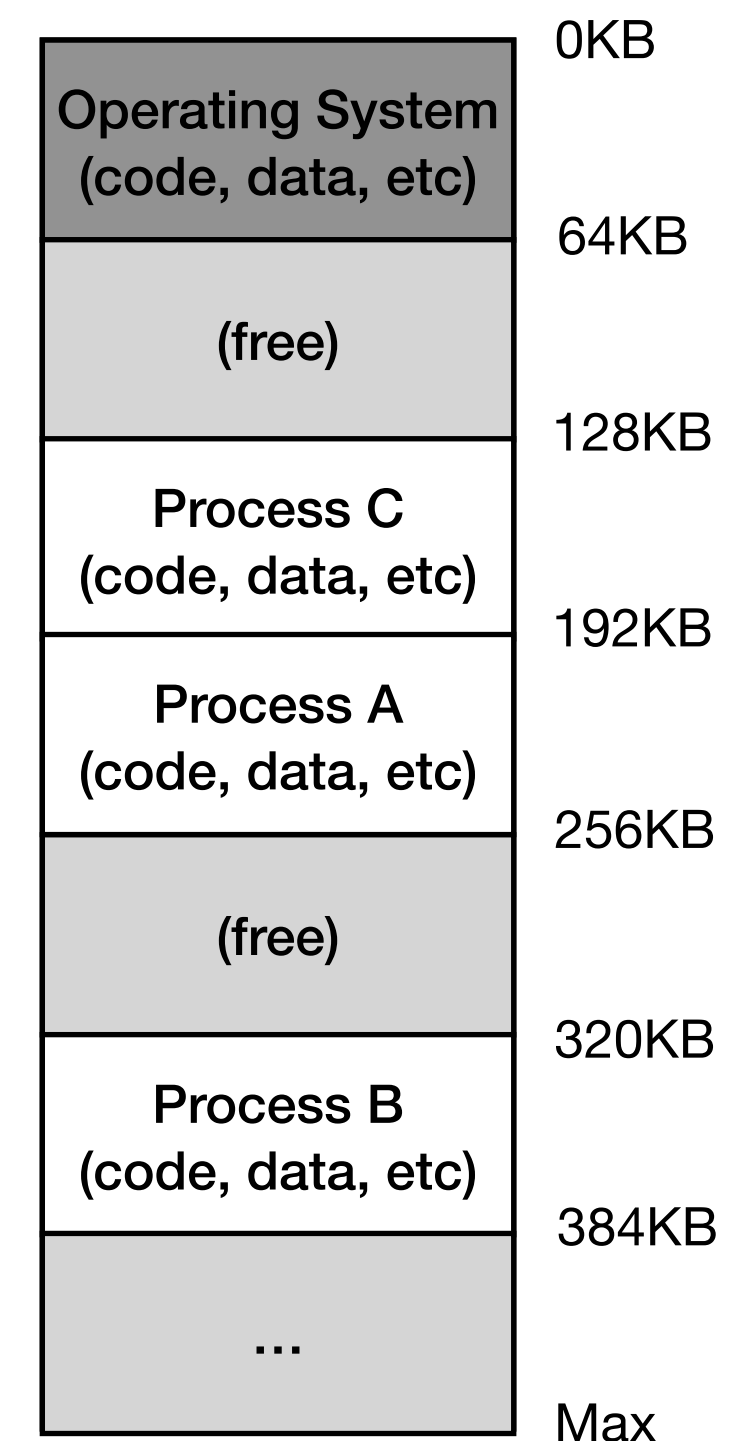 0KB
Operating System
(code, data, etc)
64KB
(free)
128KB
Process C
(code, data, etc)
192KB
Process A
(code, data, etc)
256KB
(free)
320KB
Process B
(code, data, etc)
384KB
...
Max